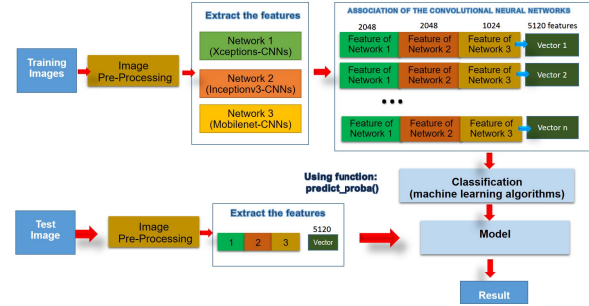 Extract the features
ASSOCIATION OF THE CONVOLUTIONAL NEURAL NETWORKS
2048 2048 1024 5120 features
Training
Images
Image
Pre-Processing
Network 1
(Xceptions-CNNs)
Network 2
(Inceptionv3-CNNs)
Network 3
(Mobilenet-CNNs)
Feature of
Network 1
Feature of
Network 2
Feature of
Network 3
Vector 1
Feature of
Network 1
Feature of
Network 2
Feature of
Network 3
Vector 2
...
Feature of
Network 1
Feature of
Network 2
Feature of
Network 3
Vector n
Using function:
predict_proba()
Classification
(machine learning algorithms)
Test
Image
Image
Pre-Processing
Extract the features
1 2 3
5120
Vector
Model
Result